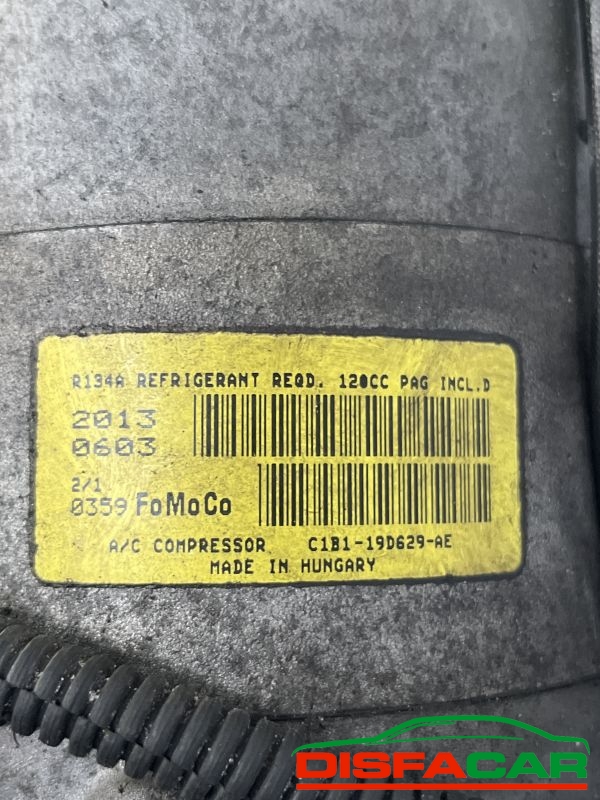 R134A REFRIGERANT REQD. 120CC PAG INCL.D
2013
0603
2/1
0359 FoMoCo
A/C COMPRESSOR C1B1-19D629-AE
MADE IN HUNGARY
DISFACAR